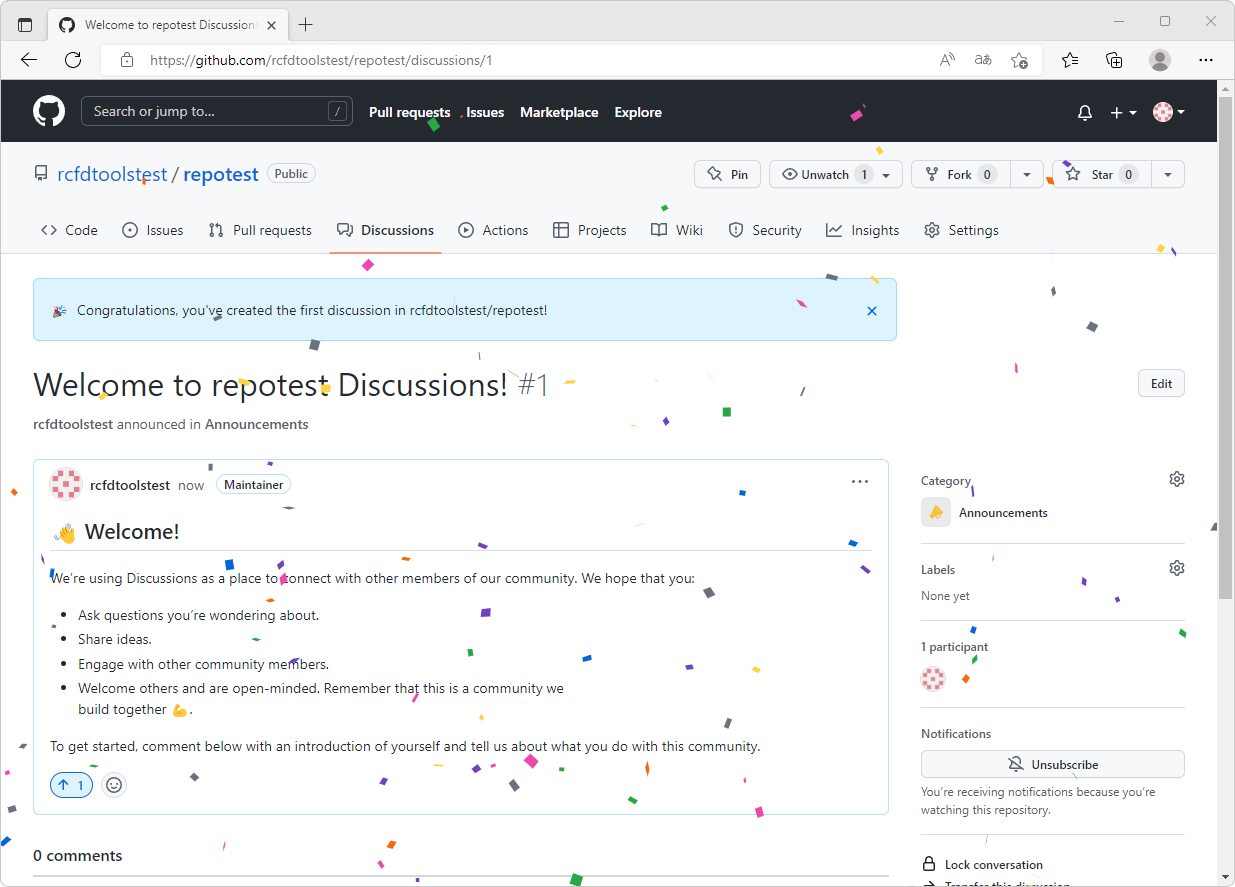 Welcome to repotest Discussion
https://github.com/rcfdtoolstest/repotest/discussions/1
Search or jump to... /
Pull requests Issues Marketplace Explore
rcfdtoolstest / repotest Public
Pin Unwatch 1 Fork 0 Star 0
Code Issues Pull requests Discussions Actions Projects Wiki Security Insights Settings
Congratulations, you've created the first discussion in rcfdtoolstest/repotest!
Welcome to repotest Discussions! #1
Edit
rcfdtoolstest announced in Announcements
rcfdtoolstest now Maintainer
👋 Welcome!
We're using Discussions as a place to connect with other members of our community. We hope that you:
• Ask questions you're wondering about.
• Share ideas.
• Engage with other community members.
• Welcome others and are open-minded. Remember that this is a community we
build together 💪.
To get started, comment below with an introduction of yourself and tell us about what you do with this community.
1
0 comments
Category
Announcements
Labels
None yet
1 participant
Notifications
Unsubscribe
You're receiving notifications because you're
watching this repository.
Lock conversation
Transfer this discussion